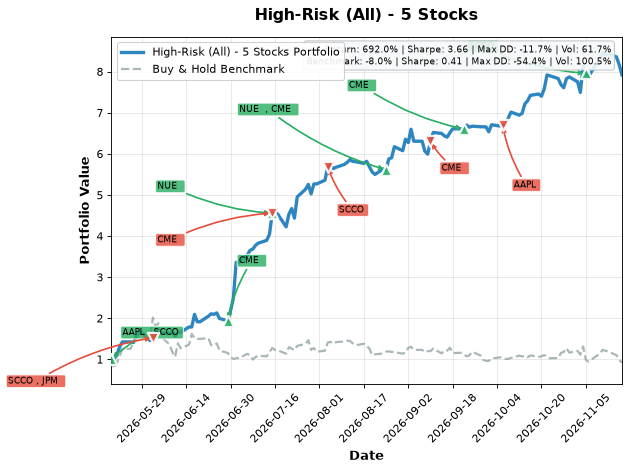 High-Risk (All) - 5 Stocks
High-Risk (All) - 5 Stocks Portfolio
Buy & Hold Benchmark
692.0% | Sharpe: 3.66 | Max DD: -11.7% | Vol: 61.7%
-8.0% | Sharpe: 0.41 | Max DD: -54.4% | Vol: 100.5%
CME
NUE , CME
NUE
CME
CME
CME
AAPL
SCCO
CME
AAPL
SCCO
SCCO , JPM
Portfolio Value
8
7
6
5
4
3
2
1
2026-05-29
2026-06-14
2026-06-30
2026-07-16
2026-08-01
2026-08-17
2026-09-02
2026-09-18
2026-10-04
2026-10-20
2026-11-05
Date